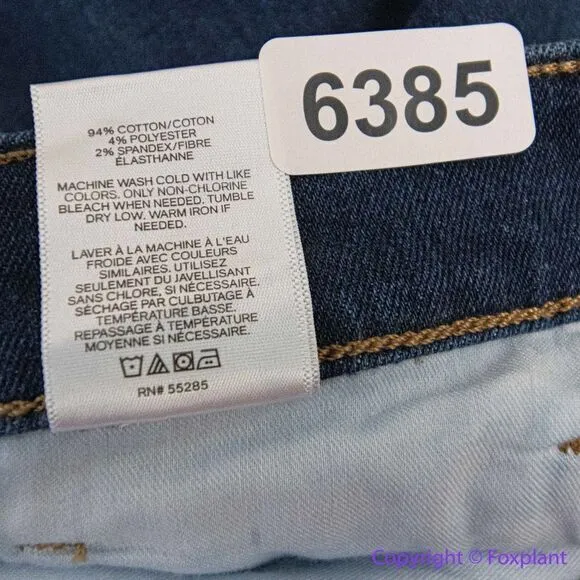 6385
94% COTTON/COTON
4% POLYESTER
2% SPANDEX/FIBRE
ÉLASTHANNE
MACHINE WASH COLD WITH LIKE
COLORS. ONLY NON-CHLORINE
BLEACH WHEN NEEDED. TUMBLE
DRY LOW. WARM IRON IF
NEEDED.
LAVER À LA MACHINE À L'EAU
FROIDE AVEC COULEURS
SIMILAIRES. UTILISEZ
SEULEMENT DU JAVELLISANT
SANS CHLORE, SI NÉCESSAIRE.
SÉCHAGE PAR CULBUTAGE À
TEMPÉRATURE BASSE.
REPASSAGE À TEMPÉRATURE
MOYENNE SI NÉCESSAIRE.
RN# 55285
Copyright © Foxplant